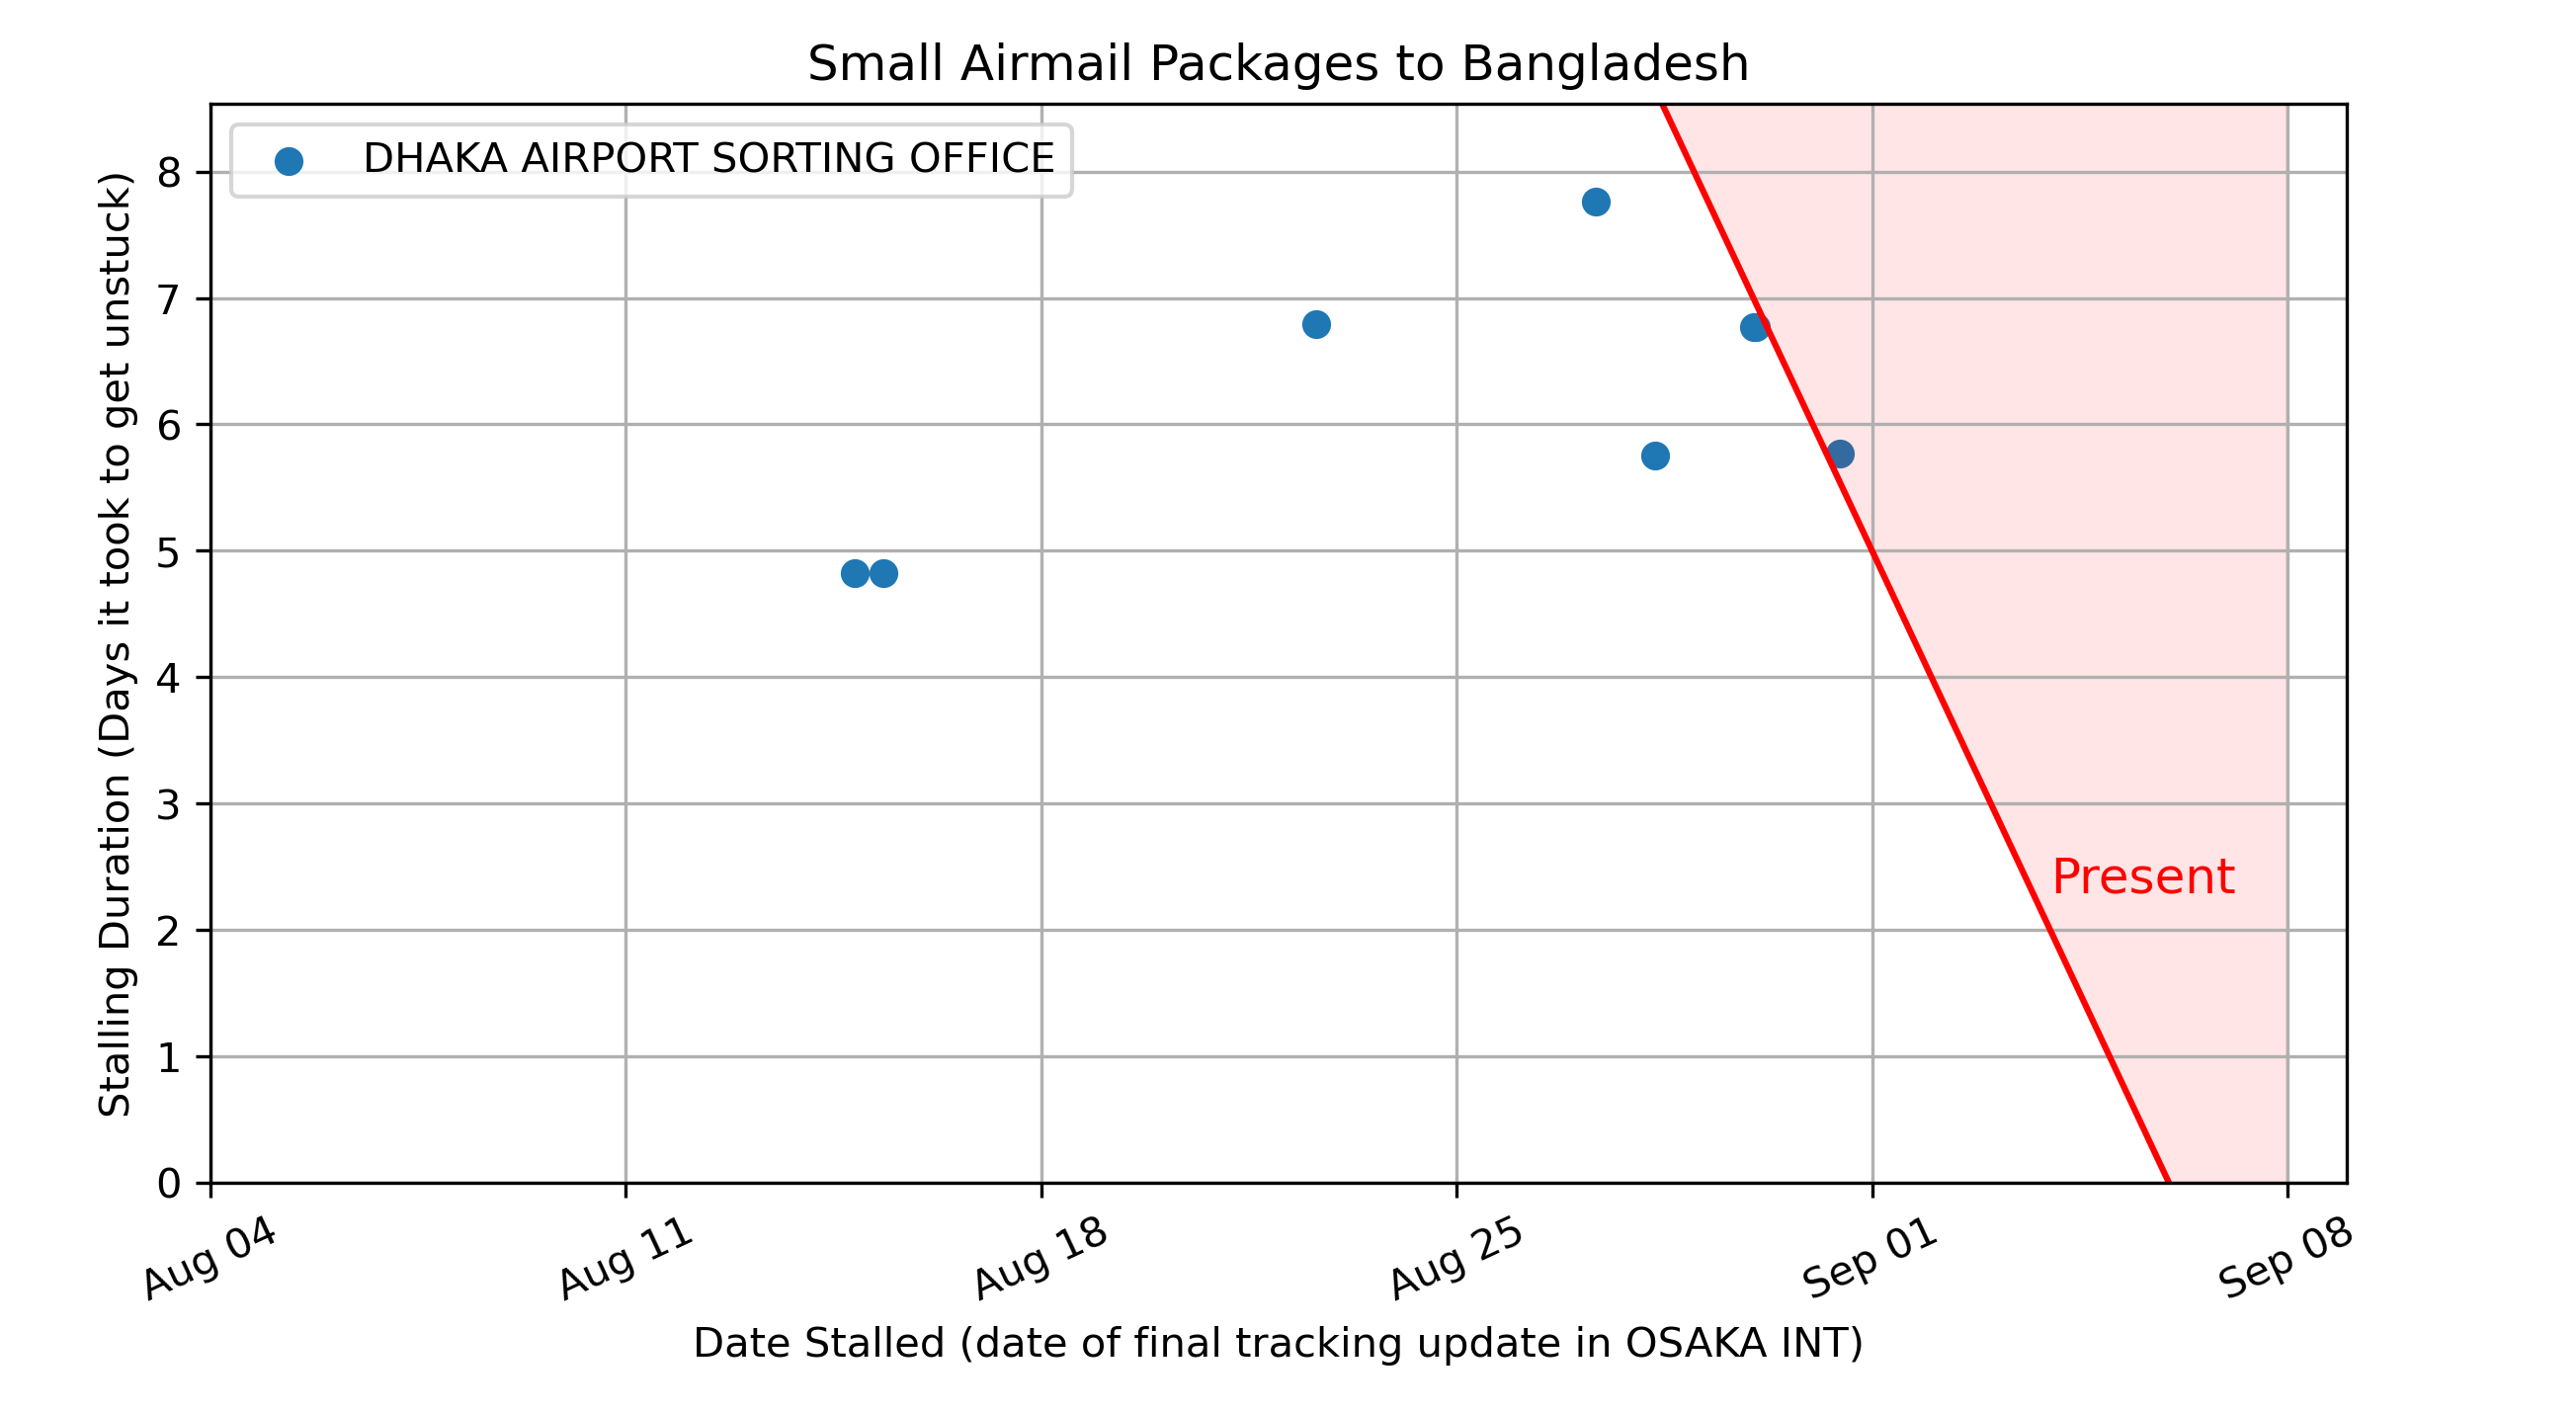 Small Airmail Packages to Bangladesh
DHAKA AIRPORT SORTING OFFICE
Stalling Duration (Days it took to get unstuck)
8
7
6
5
4
3
2
1
0
Present
Aug 04
Aug 11
Aug 18
Aug 25
Sep 01
Sep 08
Date Stalled (date of final tracking update in OSAKA INT)